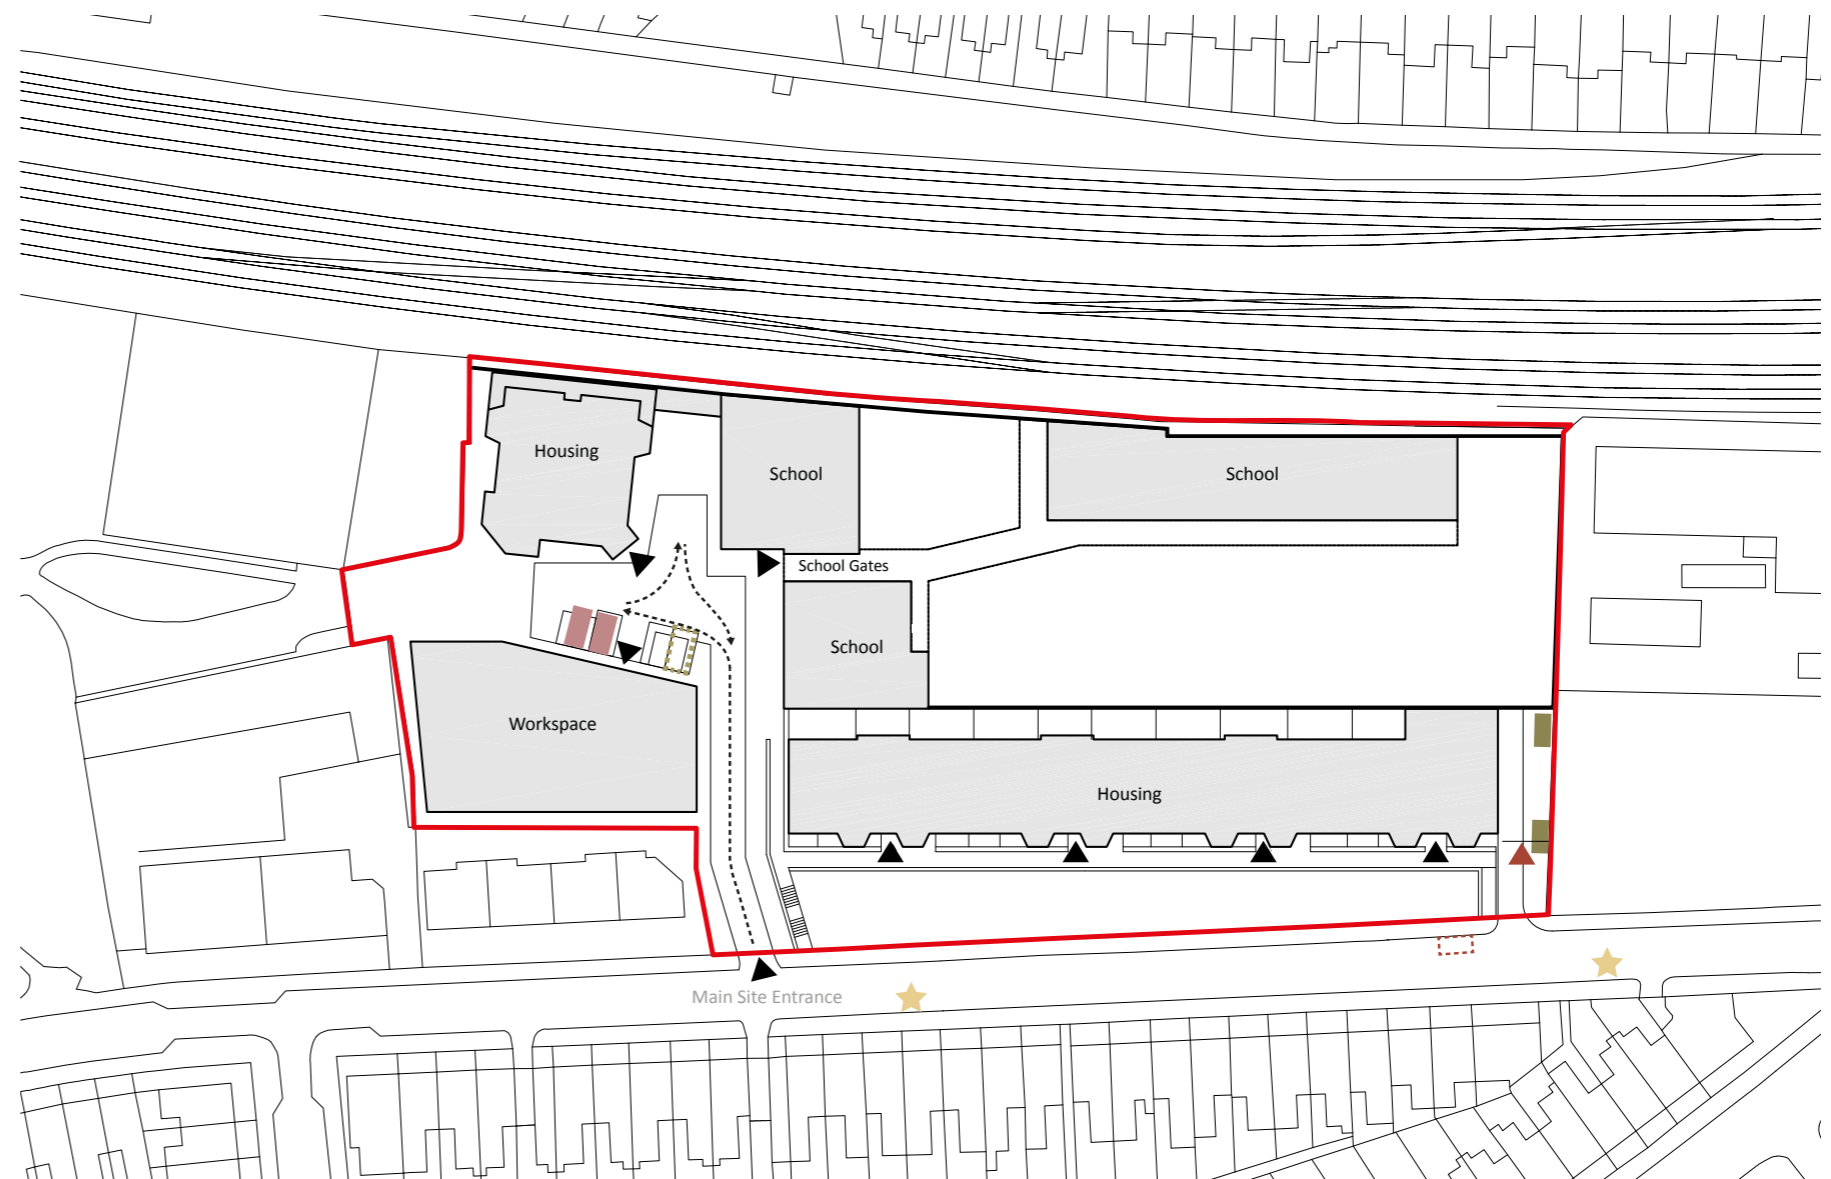 Housing
School
School
School Gates
School
Workspace
Housing
Main Site Entrance